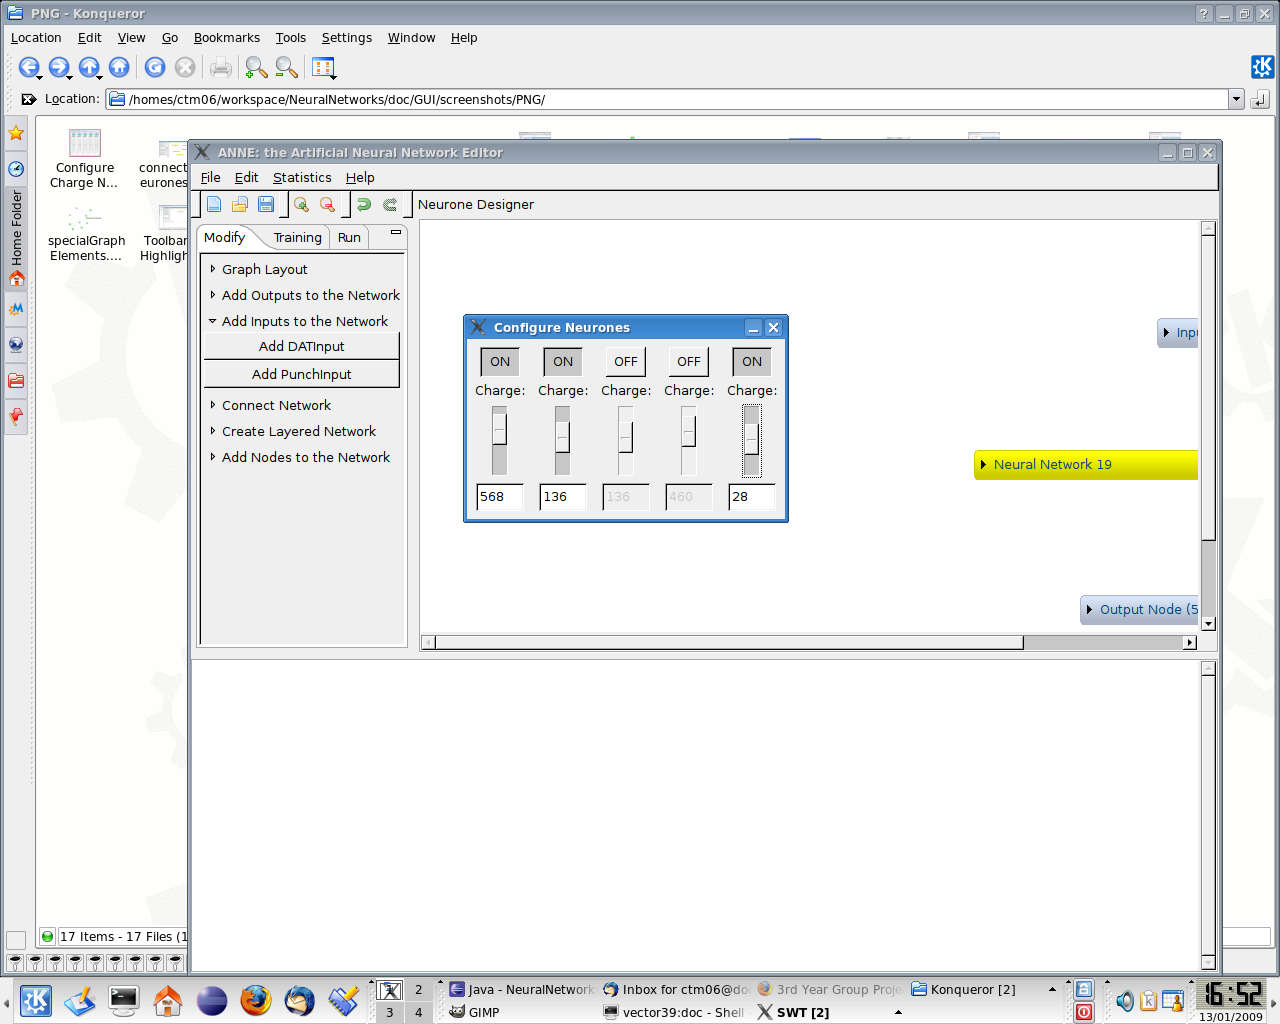 PNG - Konqueror
Location Edit View Go Bookmarks Tools Settings Window Help
Location: /homes/ctm06/workspace/NeuralNetworks/doc/GUI/screenshots/PNG/
Home Folder
Configure
Charge N...
connect
eurones
specialGraph
Elements....
Toolbar
Highligh
ANNE: the Artificial Neural Network Editor
File Edit Statistics Help
Neurone Designer
Modify Training Run
Graph Layout
Add Outputs to the Network
Add Inputs to the Network
Add DATInput
Add PunchInput
Connect Network
Create Layered Network
Add Nodes to the Network
Configure Neurones
ON ON OFF OFF ON
Charge: Charge: Charge: Charge: Charge:
568 136 136 460 28
Inpu
Neural Network 19
Output Node (5
17 Items - 17 Files (1
2
3 4
Java - NeuralNetwork
Inbox for ctm06@doc
3rd Year Group Proje
Konqueror [2]
GIMP
vector39:doc - Shell
SWT [2]
16:52
13/01/2009